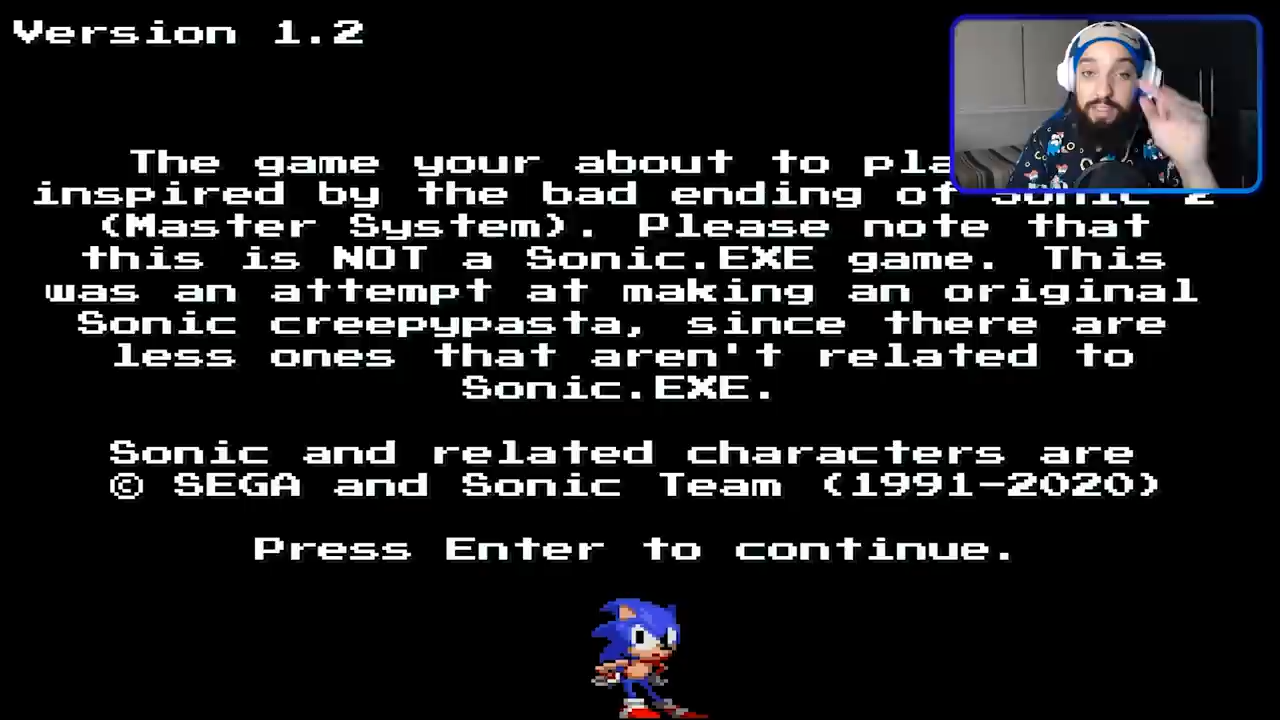 Version 1.2
The game your about to
inspired by the bad ending of Sonic 2
(Master System). Please note that
this is NOT a Sonic.EXE game. This
was an attempt at making an original
Sonic creepypasta, since there are
less ones that aren't related to
Sonic.EXE.
Sonic and related characters are
© SEGA and Sonic Team (1991-2020)
Press Enter to continue.